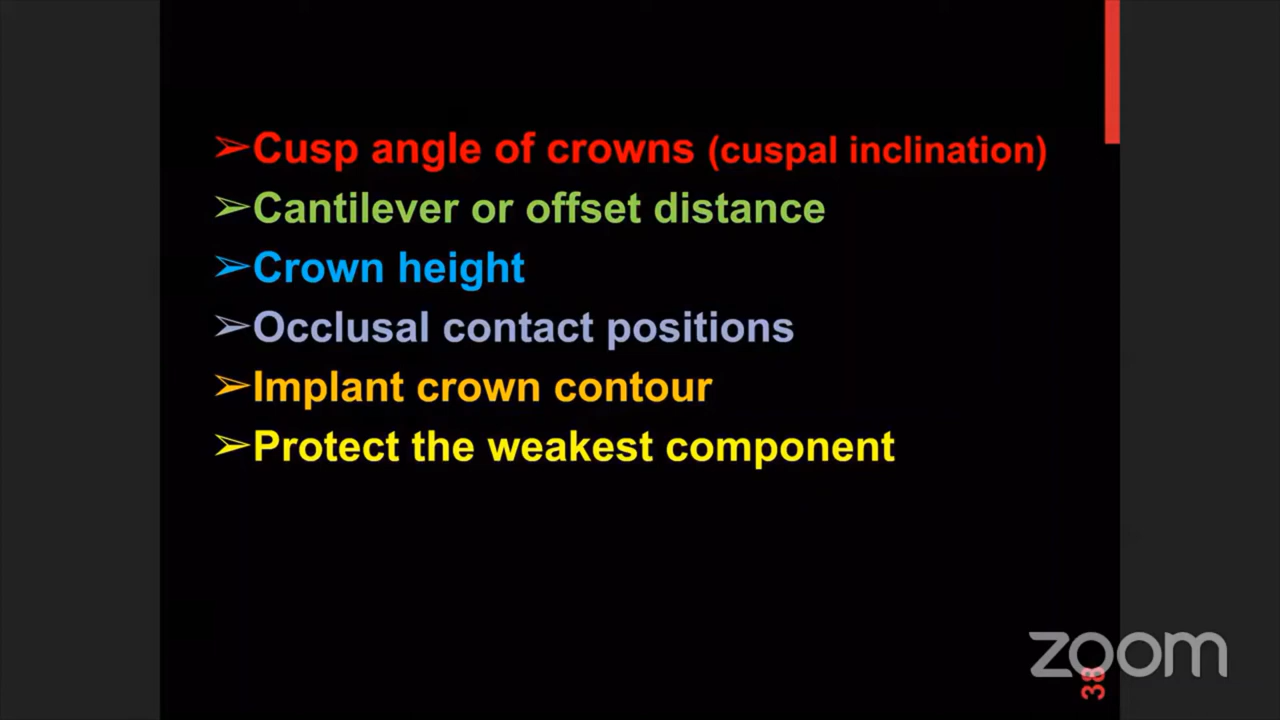 ➢Cusp angle of crowns (cuspal inclination)
➢Cantilever or offset distance
➢Crown height
➢Occlusal contact positions
➢Implant crown contour
➢Protect the weakest component
zoom
38